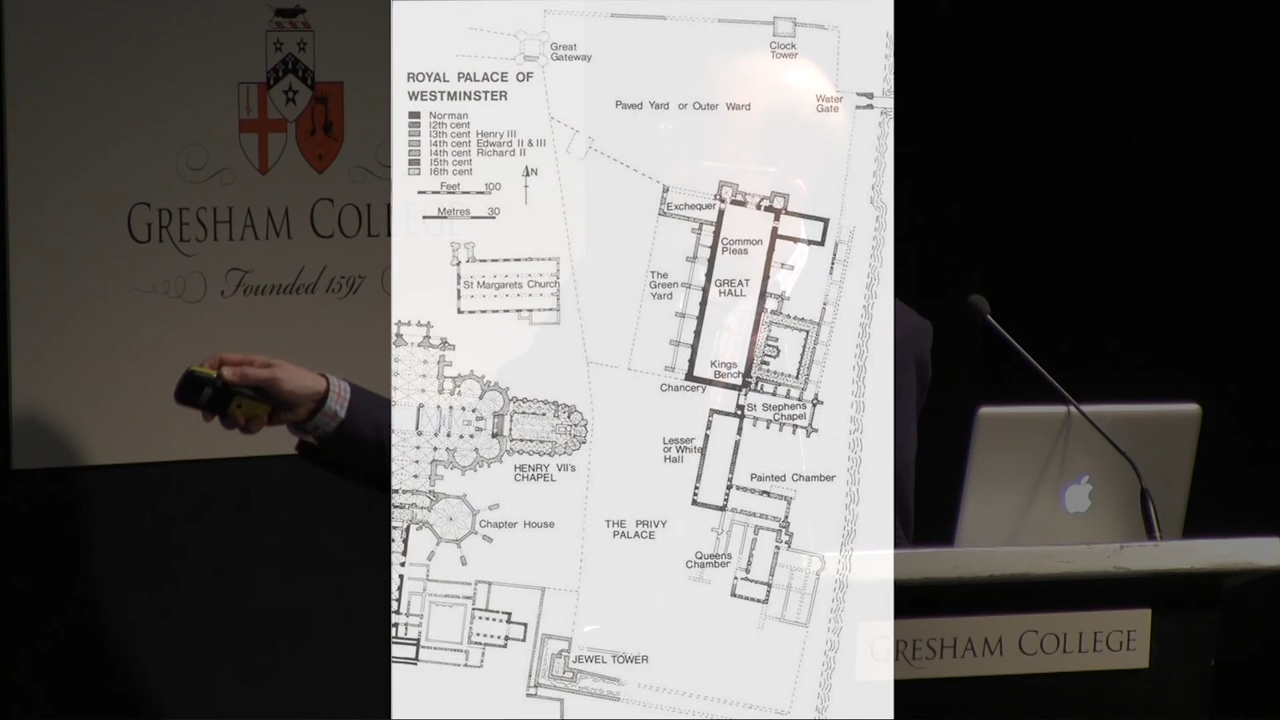 GRESHAM COLLEGE
Founded 1597
Great
Gateway
Clock
Tower
ROYAL PALACE OF
WESTMINSTER
Paved Yard or Outer Ward
Water
Gate
Norman
12th cent
13th cent Henry III
14th cent Edward II & III
14th cent Richard II
15th cent
16th cent
N
Feet 100
Metres 30
Exchequer
Common
Pleas
The
Green
Yard
GREAT
HALL
St Margarets Church
Kings
Bench
Chancery
St Stephens
Chapel
Lesser
or White
Hall
HENRY VII's
CHAPEL
Painted Chamber
Chapter House
THE PRIVY
PALACE
Queens
Chamber
JEWEL TOWER
GRESHAM COLLEGE